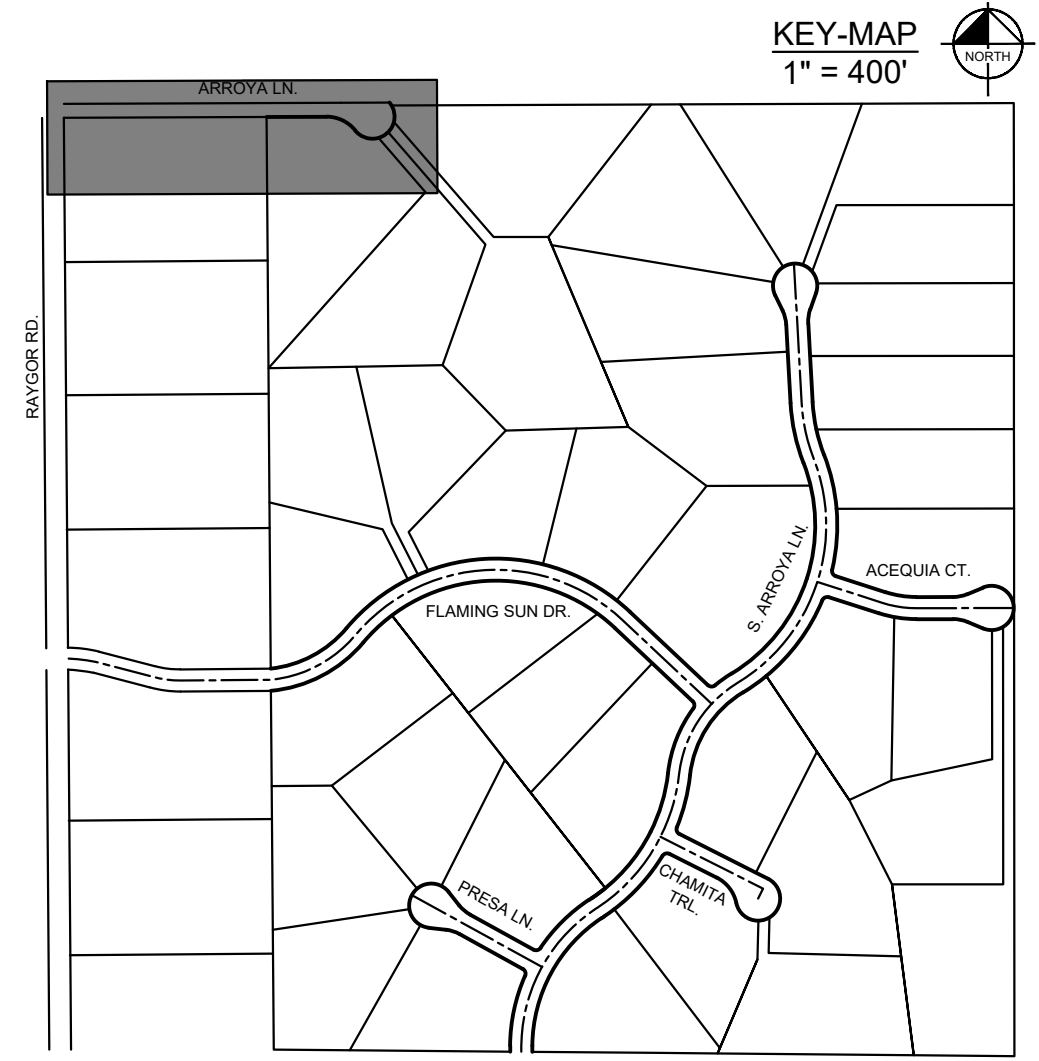 KEY-MAP
1" = 400'
NORTH
ARROYA LN.
RAYGOR RD.
S. ARROYA LN.
ACEQUIA CT.
FLAMING SUN DR.
CHAMITA
TRL.
PRESA LN.